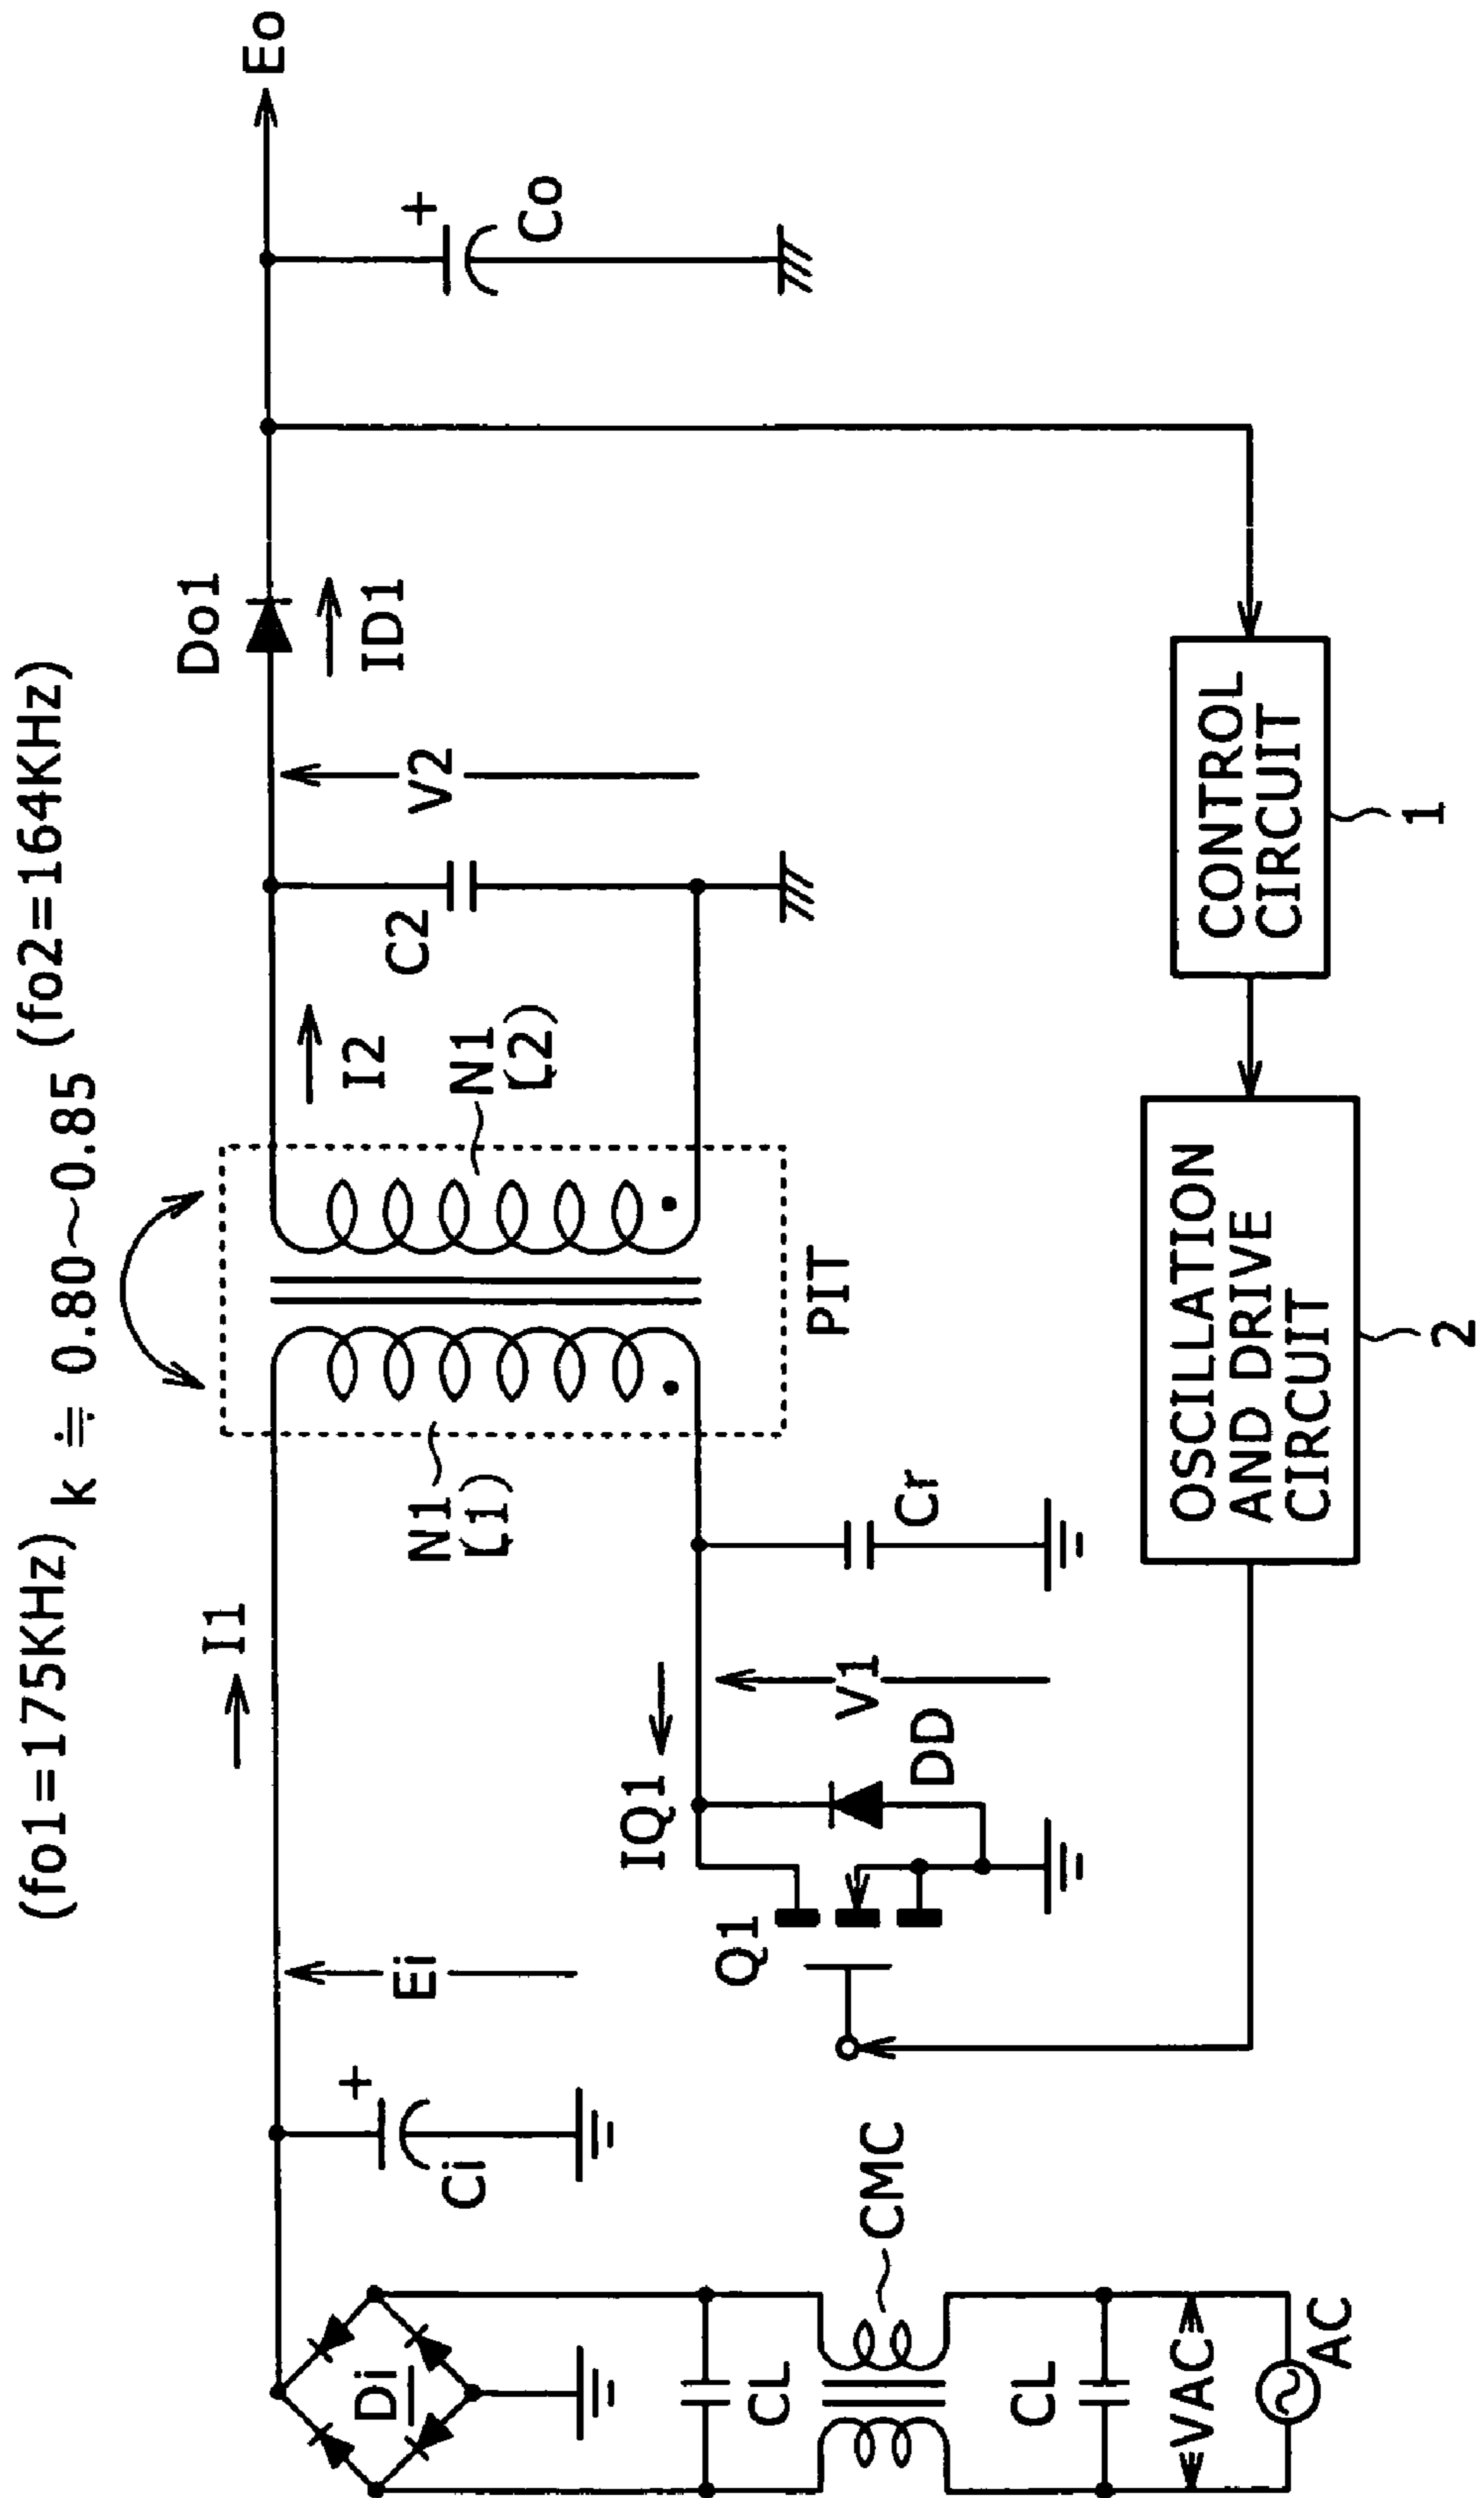 (fo1=175KHz)
k ≒ 0.80~0.85
(fo2=164KHz)
I1
Do1
Eo
ID1
Di
Ci
+
Ei
N1
(L1)
I2
N1
(L2)
C2
V2
+
Co
IQ1
Q1
DD
V1
Cr
PIT
CL
CMC
CL
VAC
AC
OSCILLATION
AND DRIVE
CIRCUIT
2
CONTROL
CIRCUIT
1